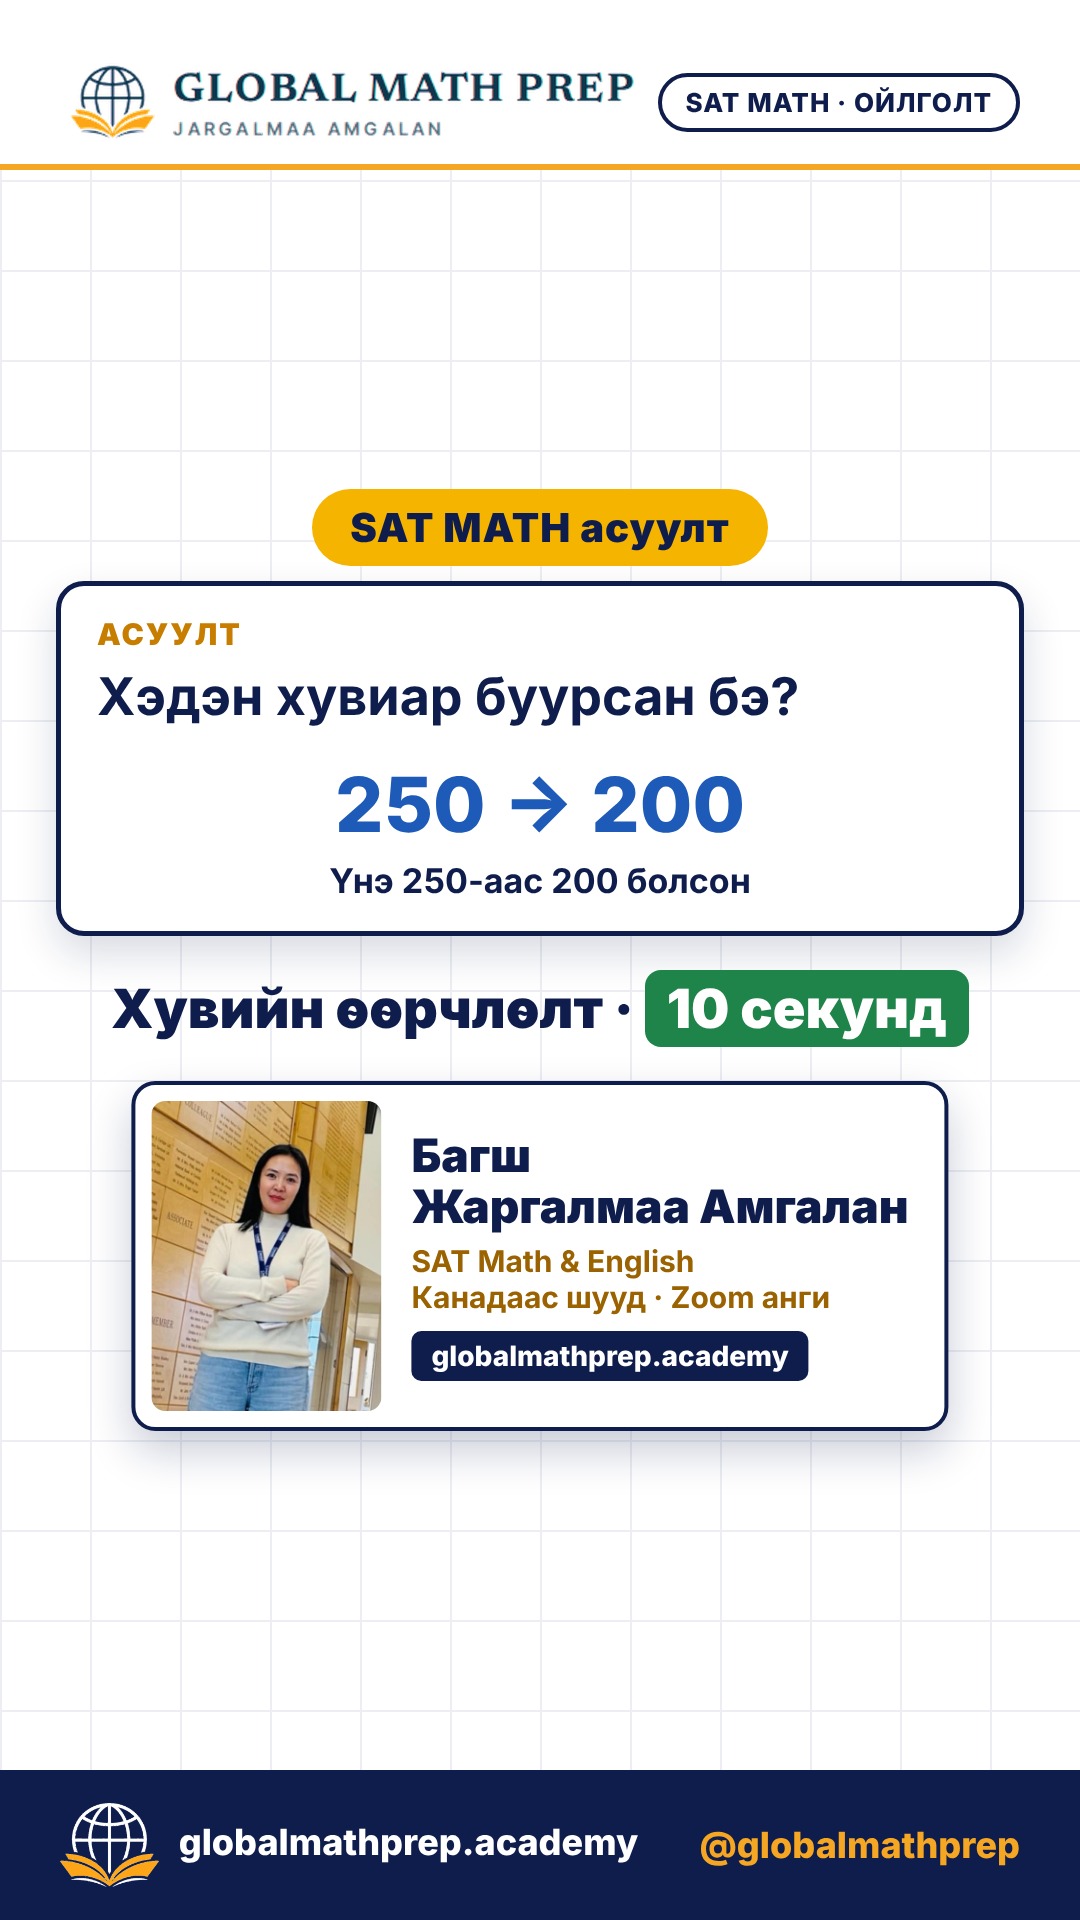 GLOBAL MATH PREP
JARGALMAA AMGALAN
SAT MATH · ОЙЛГОЛТ
SAT MATH асуулт
АСУУЛТ
Хэдэн хувиар буурсан бэ?
250 → 200
Үнэ 250-аас 200 болсон
Хувийн өөрчлөлт · 10 секунд
ASSOCIATE
Багш
Жаргалмаа Амгалан
SAT Math & English
Канадаас шууд · Zoom анги
globalmathprep.academy
globalmathprep.academy
@globalmathprep